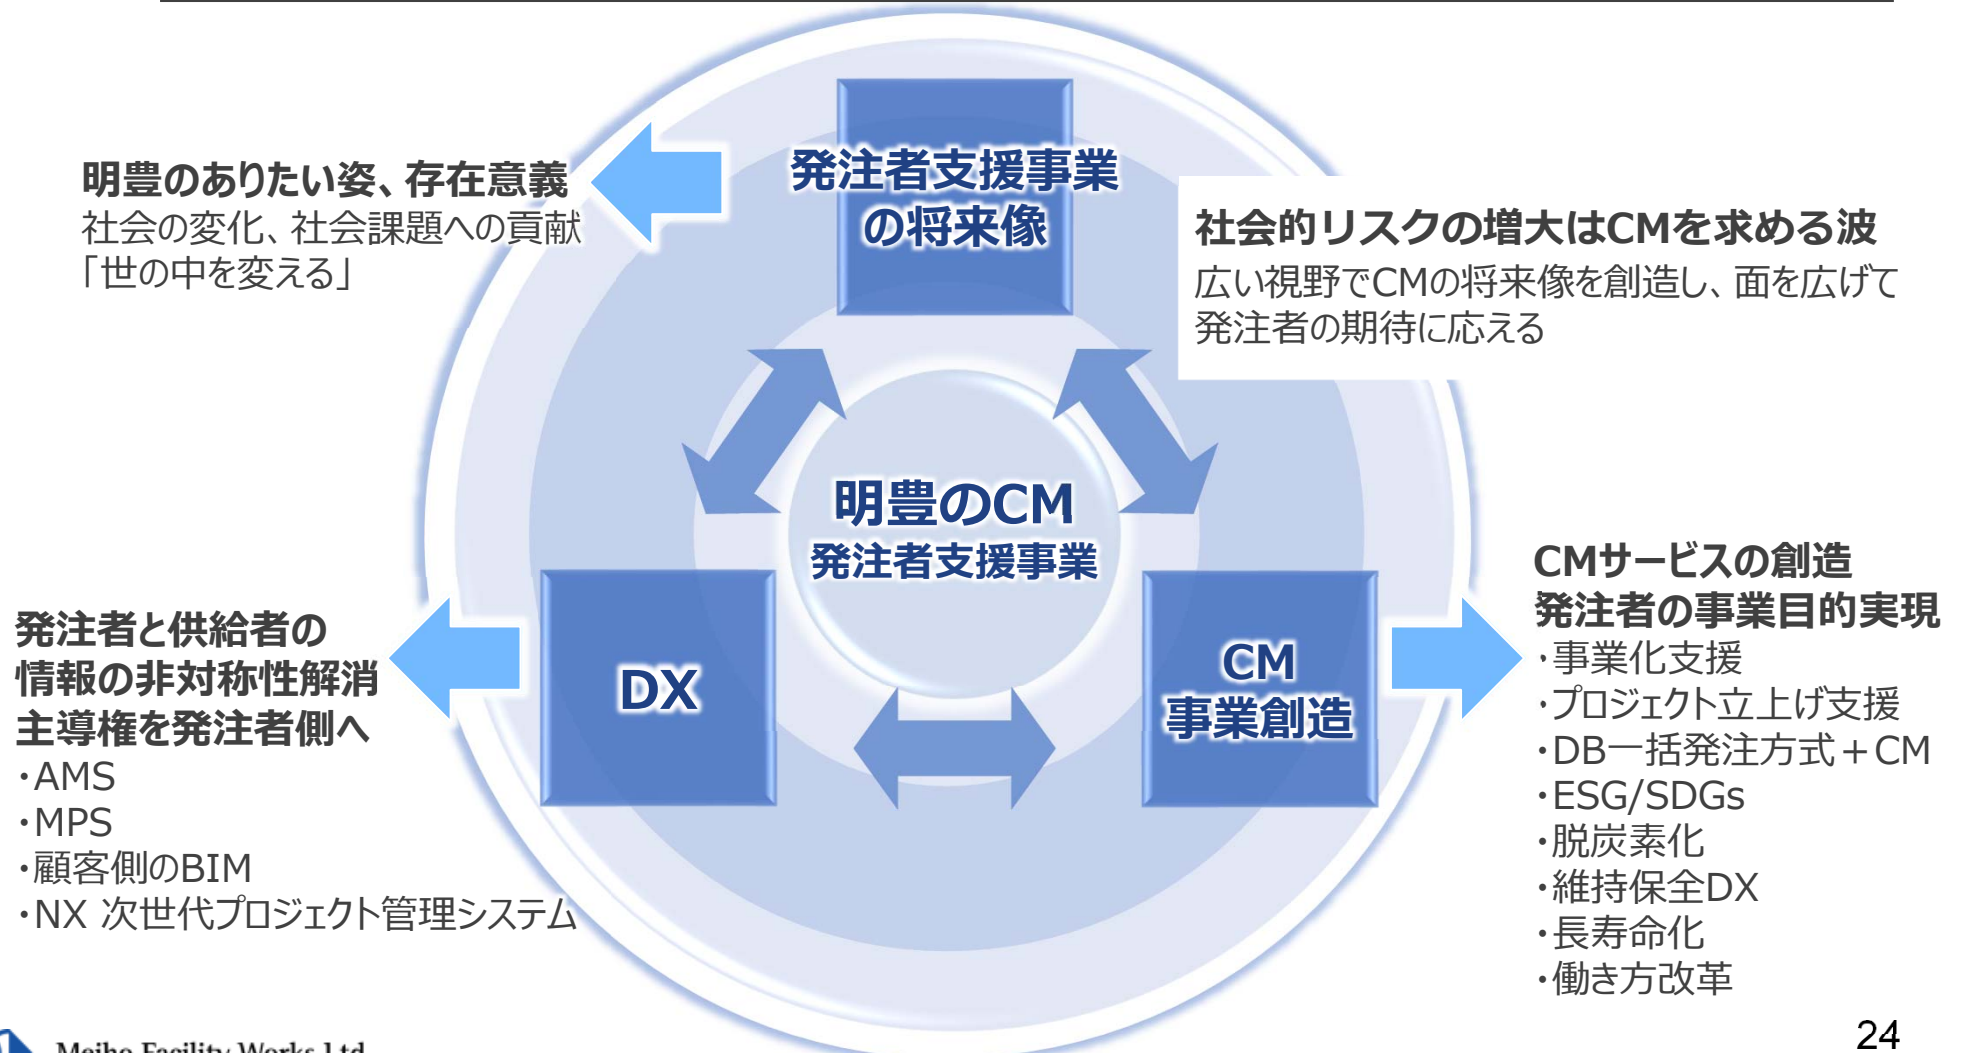 発注者支援事業
の将来像
明豊のありたい姿、存在意義
社会の変化、社会課題への貢献
「世の中を変える」
社会的リスクの増大はCMを求める波
広い視野でCMの将来像を創造し、面を広げて
発注者の期待に応える
明豊のCM
発注者支援事業
発注者と供給者の
情報の非対称性解消
主導権を発注者側へ
・AMS
・MPS
・顧客側のBIM
・NX 次世代プロジェクト管理システム
DX
CM
事業創造
CMサービスの創造
発注者の事業目的実現
・事業化支援
・プロジェクト立上げ支援
・DB一括発注方式+CM
・ESG/SDGs
・脱炭素化
・維持保全DX
・長寿命化
・働き方改革
Meiho Facility Works Ltd
24